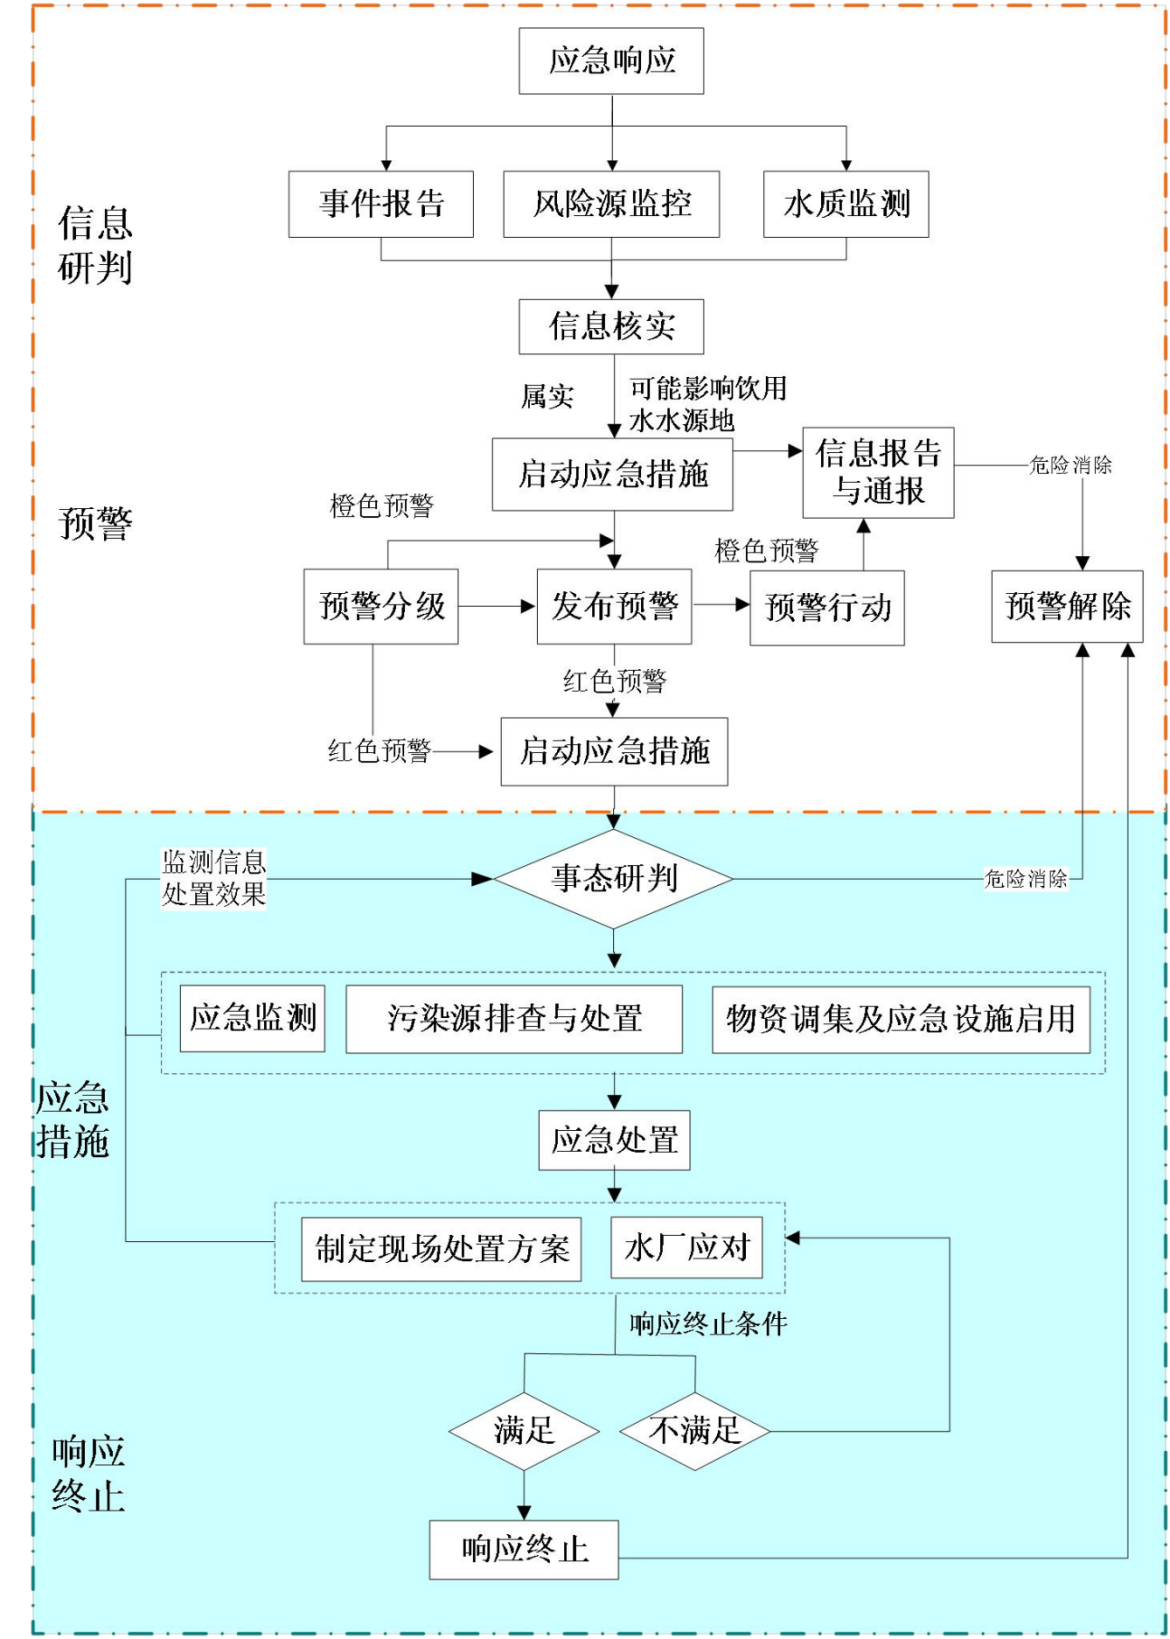 应急响应
事件报告
风险源监控
水质监测
信息
研判
信息核实
属实
可能影响饮用
水水源地
启动应急措施
信息报告
与通报
危险消除
橙色预警
预警
橙色预警
预警分级
发布预警
预警行动
预警解除
红色预警
红色预警
启动应急措施
监测信息
处置效果
事态研判
危险消除
应急监测
污染源排查与处置
物资调集及应急设施启用
应急
措施
应急处置
制定现场处置方案
水厂应对
响应终止条件
满足
不满足
响应
终止
响应终止